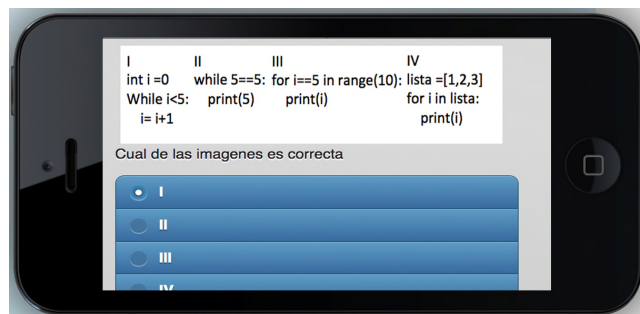 I II III IV
int i =0 while 5==5: for i==5 in range(10): lista =[1,2,3]
While i<5: print(5) print(i) for i in lista:
i= i+1 print(i)
Cual de las imagenes es correcta
I
II
III
IV